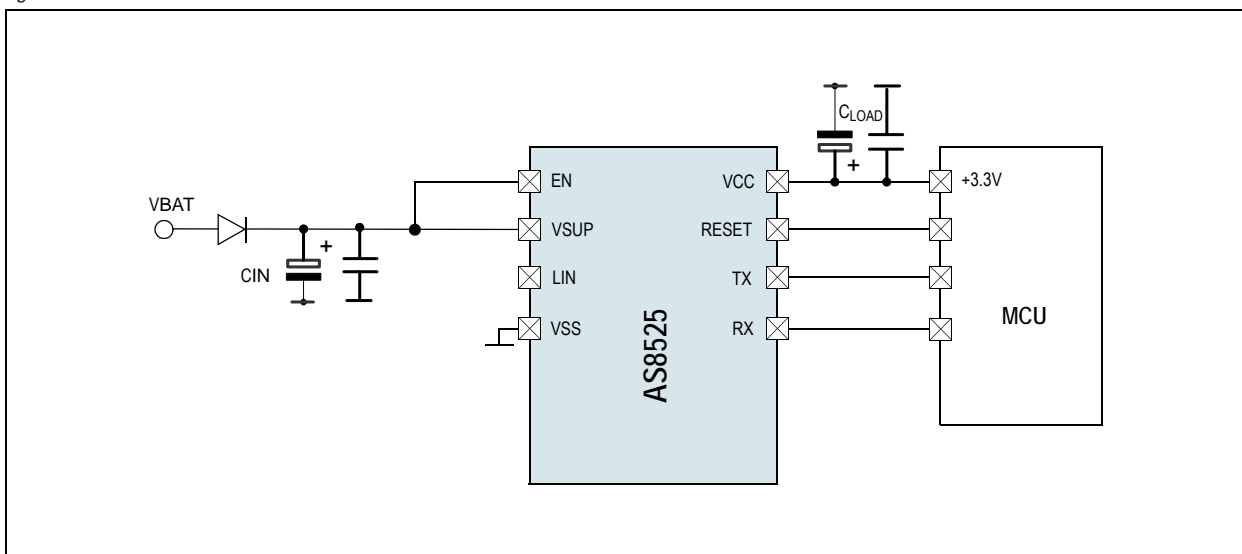 VBAT
CIN
+
EN
VSUP
LIN
VSS
AS8525
VCC
RESET
TX
RX
CLOAD
+
+3.3V
MCU